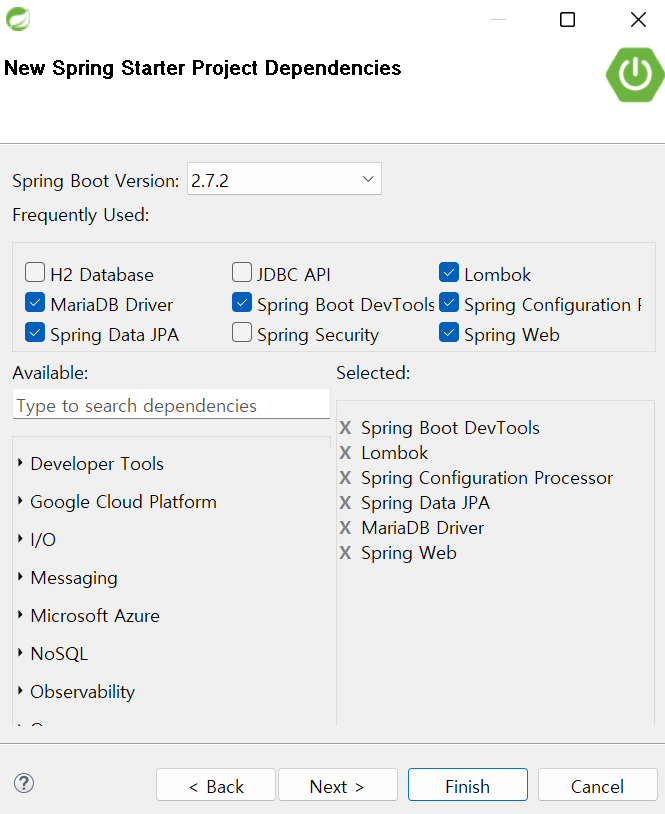 New Spring Starter Project Dependencies
Spring Boot Version: 2.7.2
Frequently Used:
H2 Database JDBC API Lombok
MariaDB Driver Spring Boot DevTools Spring Configuration
Spring Data JPA Spring Security Spring Web
Available: Selected:
Type to search dependencies
X Spring Boot DevTools
X Lombok
X Spring Configuration Processor
X Spring Data JPA
X MariaDB Driver
X Spring Web
Developer Tools
Google Cloud Platform
I/O
Messaging
Microsoft Azure
NoSQL
Observability
? < Back Next > Finish Cancel